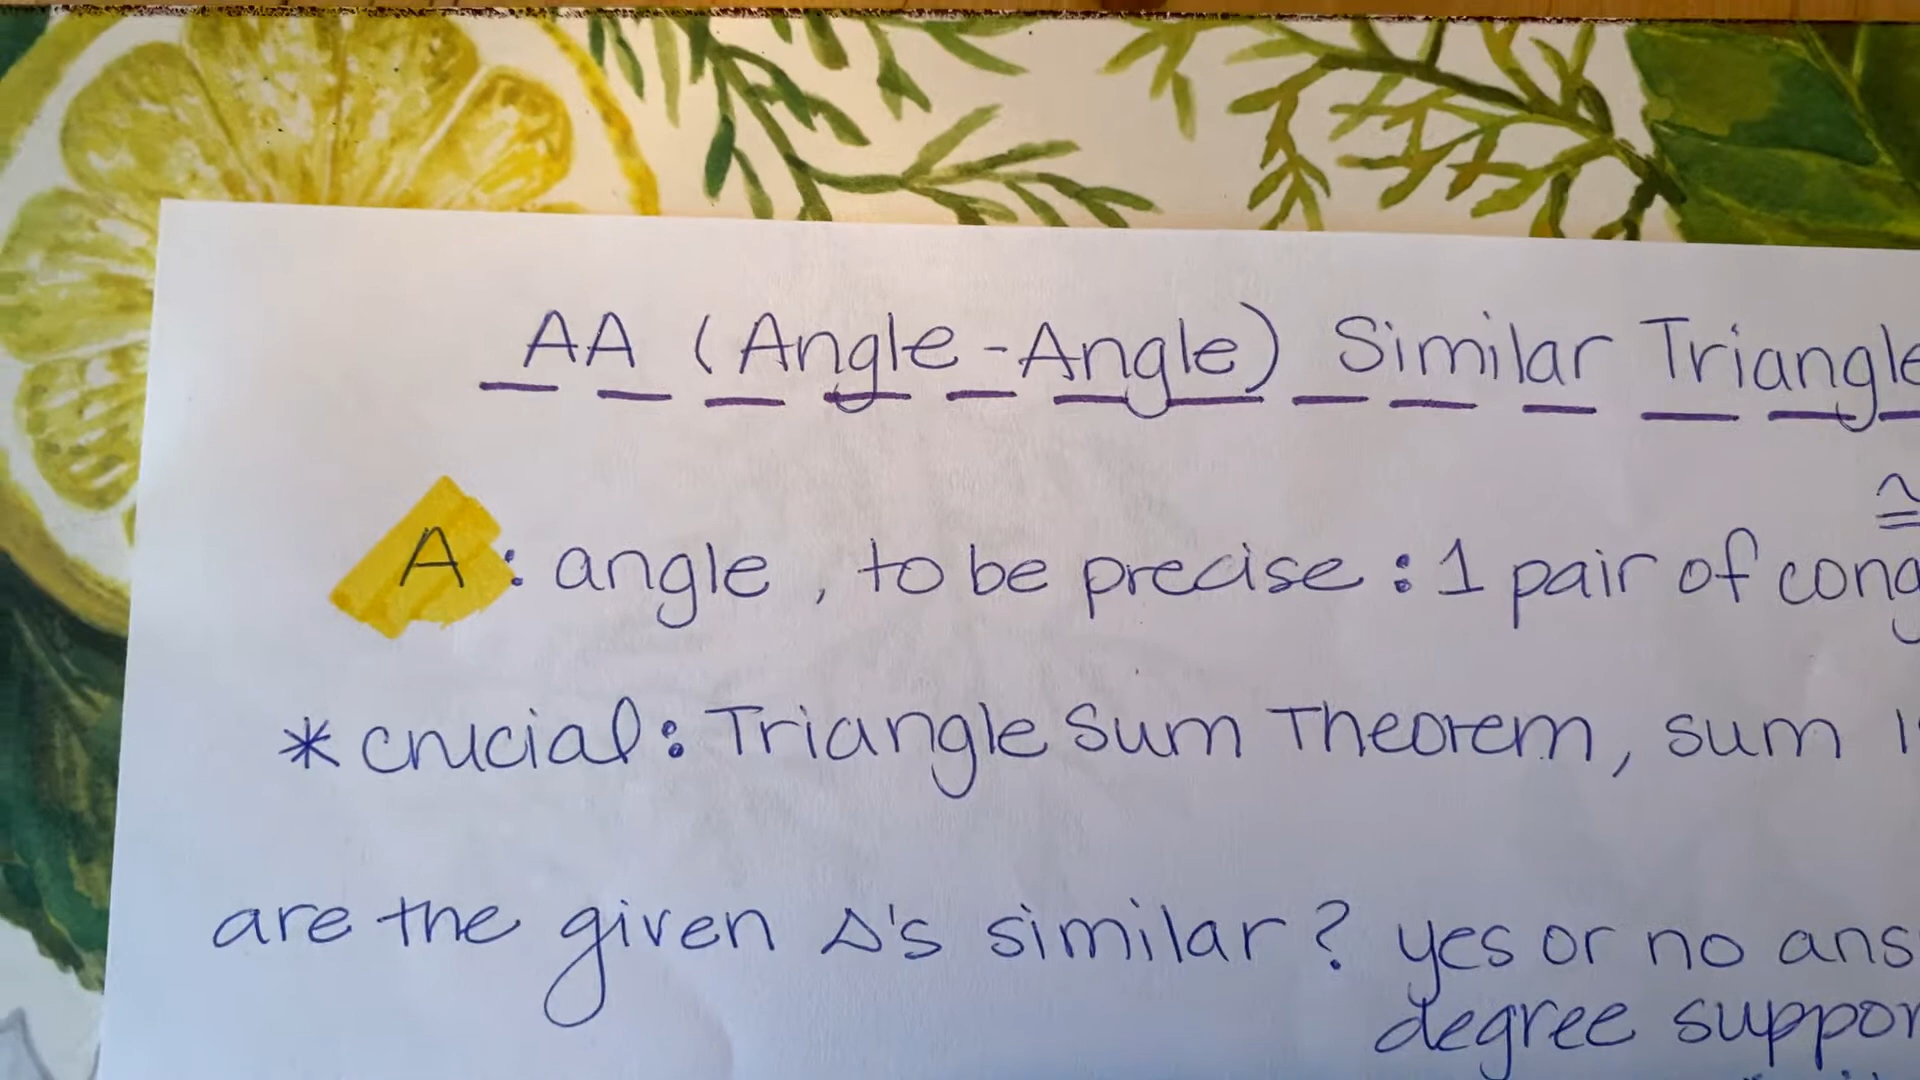 AA (Angle-Angle) Similar Triangle
≅
A: angle, to be precise: 1 pair of cong
*crucial: Triangle Sum Theorem, sum
are the given △'s similar? yes or no ans
degree suppor